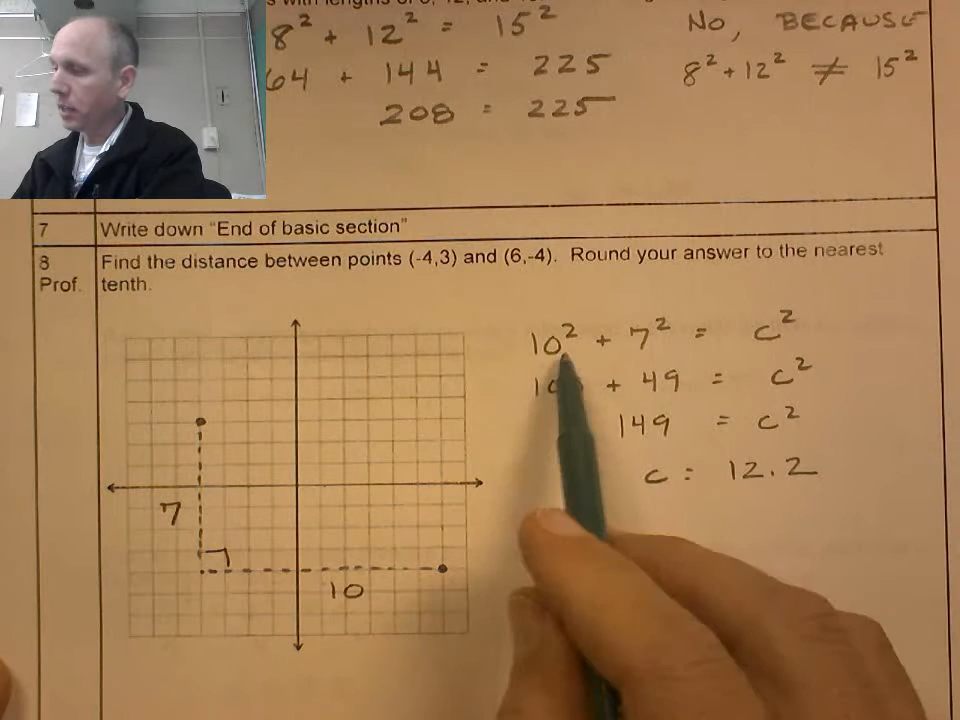 8² + 12² = 15²
64 + 144 = 225
208 = 225
NO, BECAUSE
8² + 12² ≠ 15²
7 Write down "End of basic section"
8 Prof. Find the distance between points (-4,3) and (6,-4). Round your answer to the nearest
tenth.
7
10
10² + 7² = c²
+ 49 = c²
149 = c²
c = 12.2